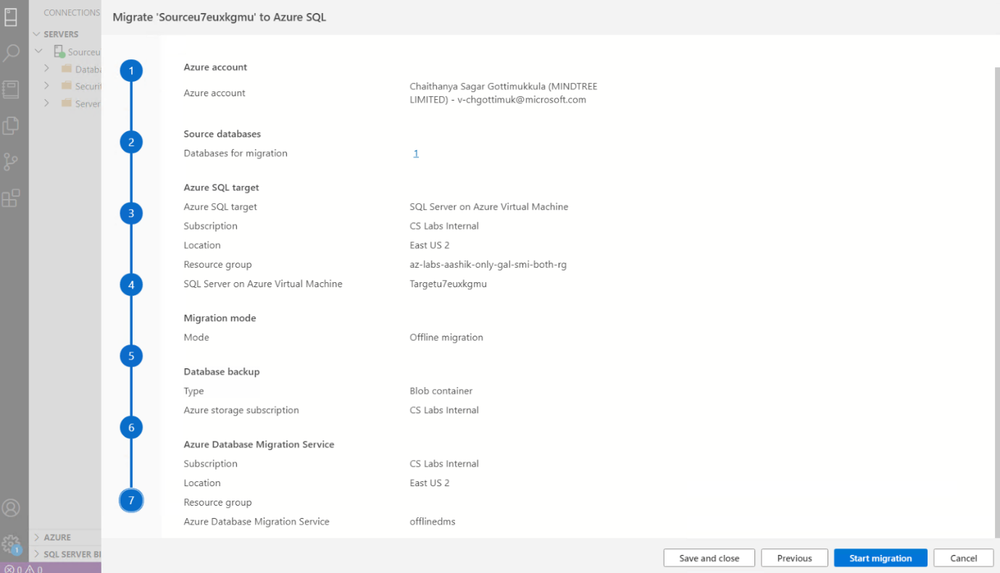 CONNECTIONS
Migrate 'Sourceu7euxkgmu' to Azure SQL
SERVERS
Sourceu
Databa
Securit
Server
1
Azure account
Azure account
Chaithanya Sagar Gottimukkula (MINDTREE
LIMITED) - v-chgottimuk@microsoft.com
2
Source databases
Databases for migration 1
3
Azure SQL target
Azure SQL target SQL Server on Azure Virtual Machine
Subscription CS Labs Internal
Location East US 2
Resource group az-labs-aashik-only-gal-smi-both-rg
4
SQL Server on Azure Virtual Machine Targetu7euxkgmu
Migration mode
Mode Offline migration
5
Database backup
Type Blob container
Azure storage subscription CS Labs Internal
6
Azure Database Migration Service
Subscription CS Labs Internal
Location East US 2
7
Resource group
Azure Database Migration Service offlinedms
AZURE
1
SQL SERVER BI
0 0
Save and close Previous Start migration Cancel